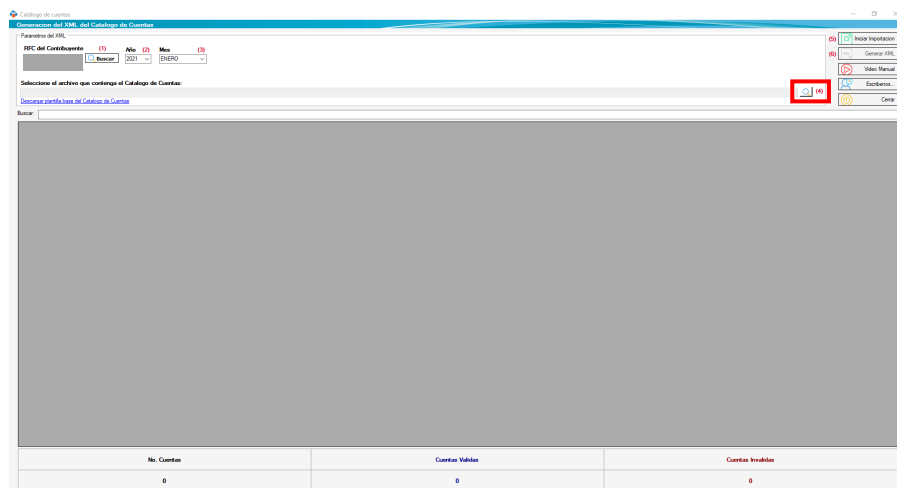 Catálogo de cuentas
Generacion del XML del Catalogo de Cuentas
Parametros del XML
RFC del Contribuyente (1) Año (2) Mes (3)
Buscar 2021 ENERO
Seleccione el archivo que contenga el Catalogo de Cuentas:
(4)
Descargar plantilla base del Catalogo de Cuentas
(5) Iniciar Importacion
(6) Generar XML
Video Manual
Escribenos...
Cerrar
Buscar:
No. Cuentas Cuentas Validas Cuentas Invalidas
0 0 0